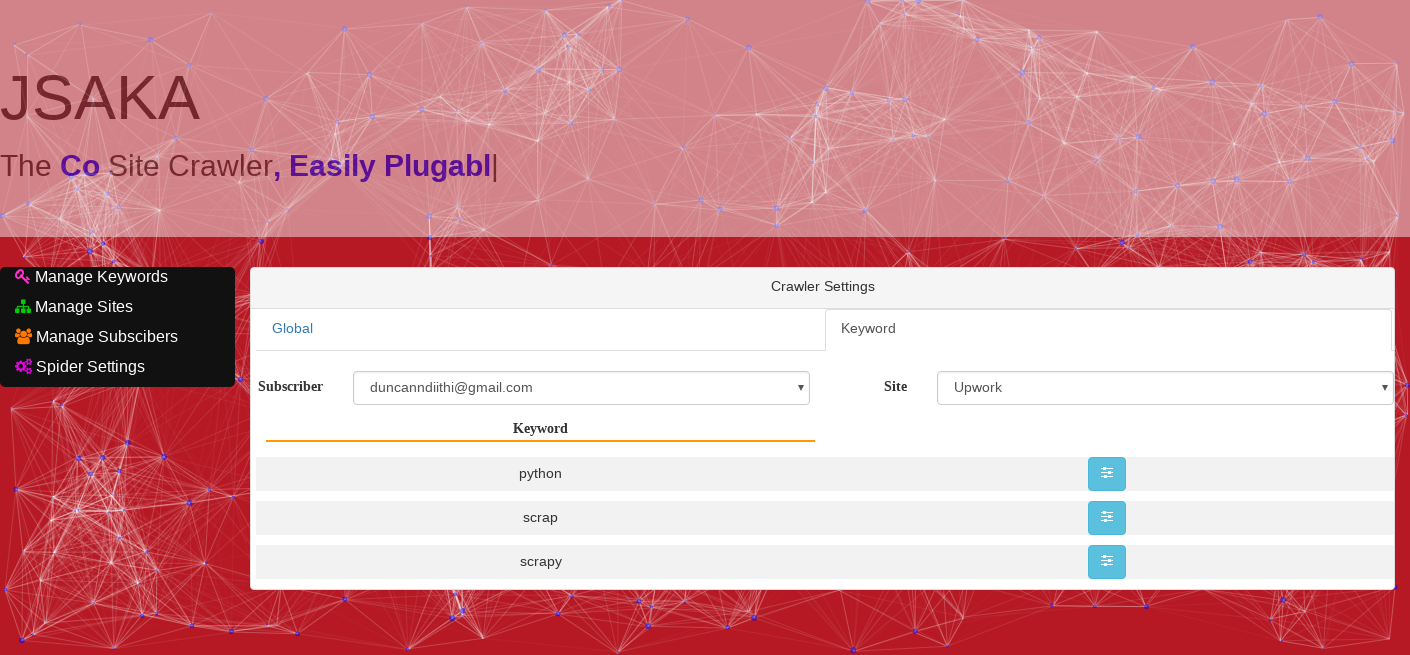 JSAKA
The Co Site Crawler, Easily Plugabl|
Manage Keywords
Manage Sites
Manage Subscibers
Spider Settings
Crawler Settings
Global Keyword
Subscriber duncanndiithi@gmail.com Site Upwork
Keyword
python
scrap
scrapy